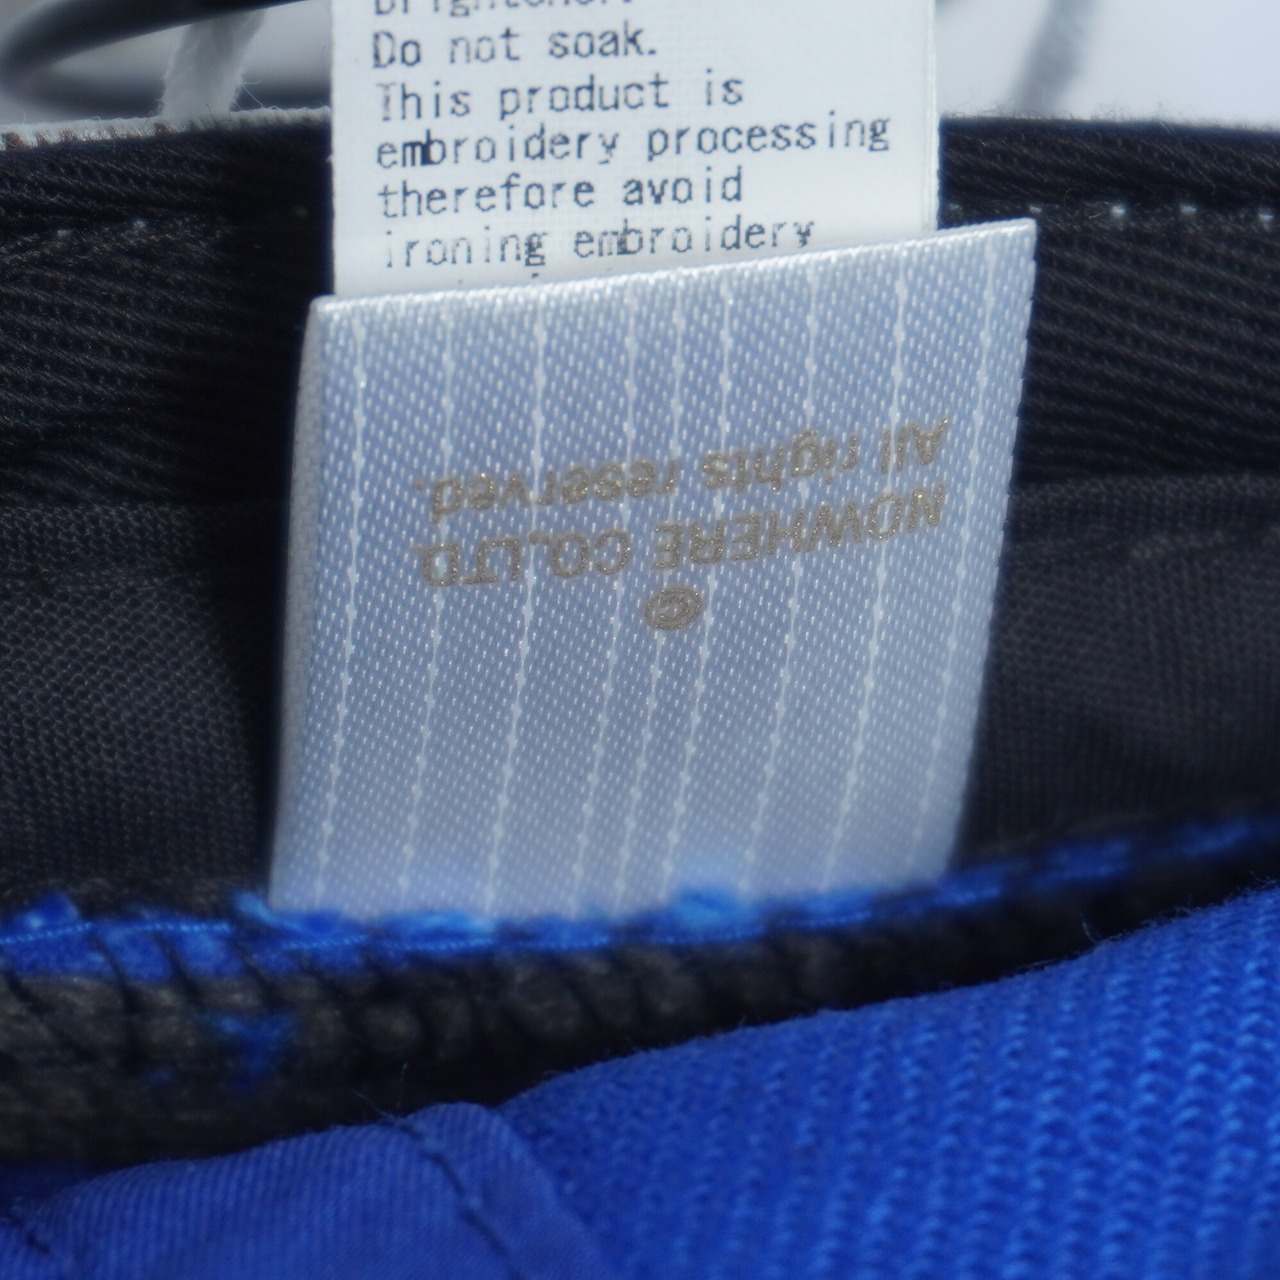 Do not soak.
This product is
embroidery processing
therefore avoid
ironing embroidery
©
NOWHERE CO.,LTD.
All rights reserved.